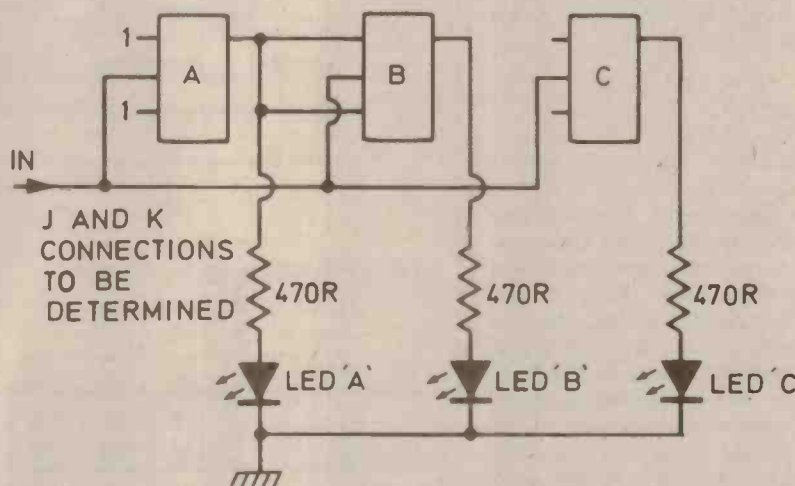 1
A
1
B
C
IN
J AND K
CONNECTIONS
TO BE
DETERMINED
470R
470R
470R
LED 'A'
LED 'B'
LED 'C